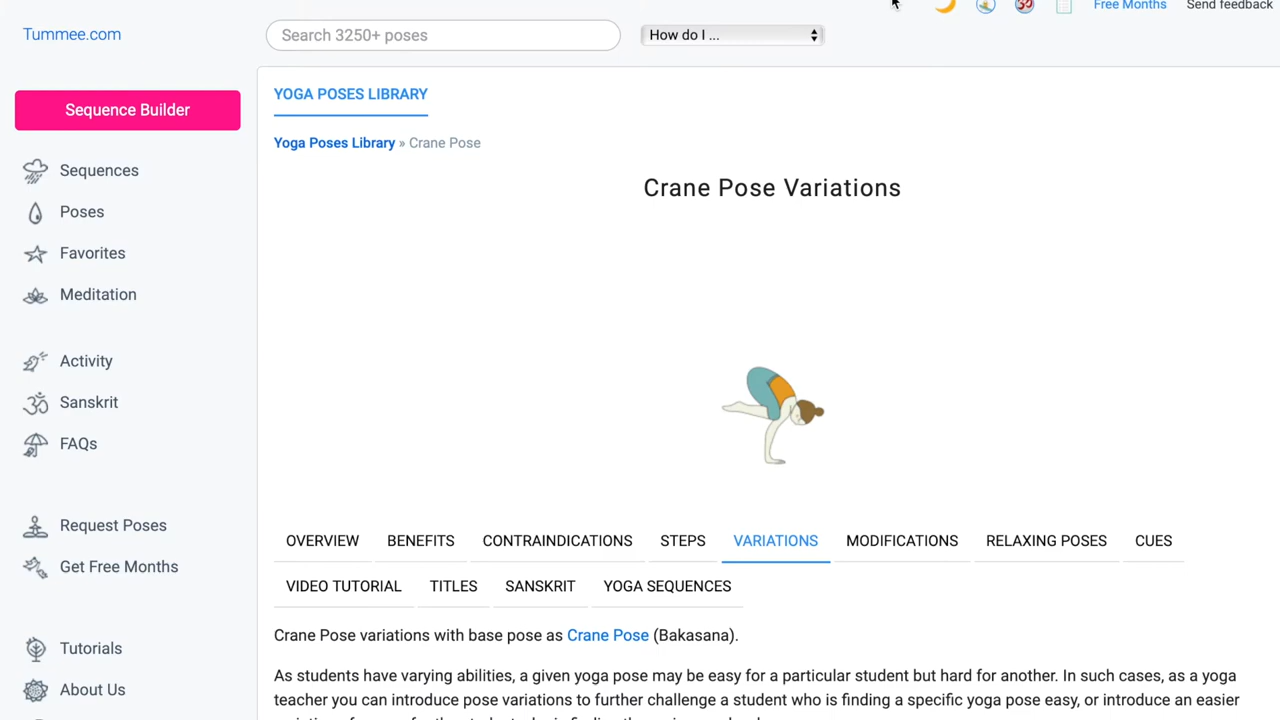 Free Months Send feedback
Tummee.com
Search 3250+ poses
How do I ...
Sequence Builder
Sequences
Poses
Favorites
Meditation
Activity
Sanskrit
FAQs
Request Poses
Get Free Months
Tutorials
About Us
YOGA POSES LIBRARY
Yoga Poses Library » Crane Pose
Crane Pose Variations
OVERVIEW BENEFITS CONTRAINDICATIONS STEPS VARIATIONS MODIFICATIONS RELAXING POSES CUES
VIDEO TUTORIAL TITLES SANSKRIT YOGA SEQUENCES
Crane Pose variations with base pose as Crane Pose (Bakasana).
As students have varying abilities, a given yoga pose may be easy for a particular student but hard for another. In such cases, as a yoga
teacher you can introduce pose variations to further challenge a student who is finding a specific yoga pose easy, or introduce an easier